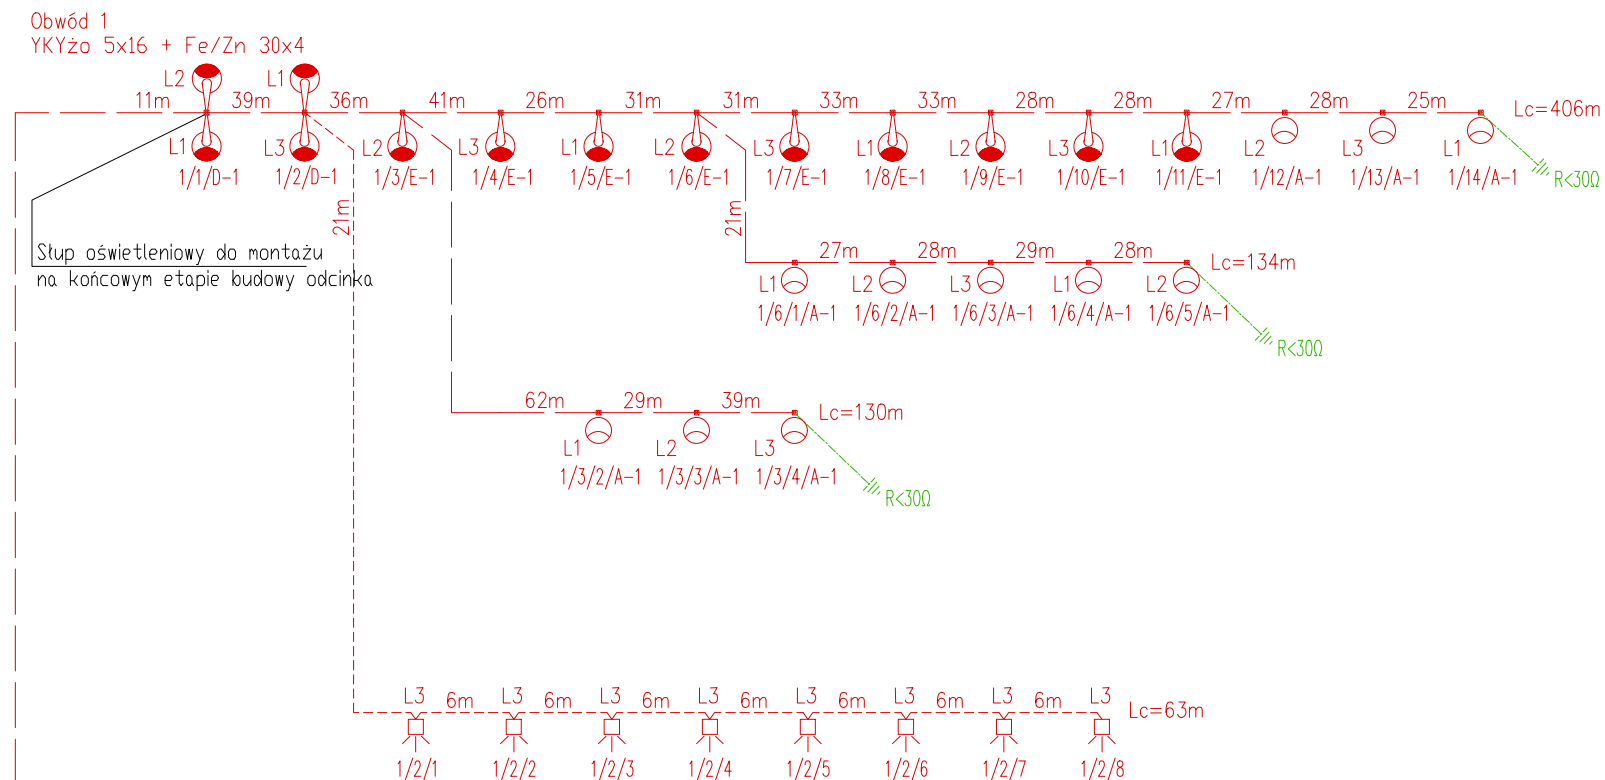 Obwód 1
YKYżo 5x16 + Fe/Zn 30x4
L2 L1
11m 39m 36m 41m 26m 31m 31m 33m 33m 28m 28m 27m 28m 25m Lc=406m
L1 L3 L2 L3 L1 L2 L3 L1 L2 L3 L1 L2 L3 L1
1/1/D-1 1/2/D-1 1/3/E-1 1/4/E-1 1/5/E-1 1/6/E-1 1/7/E-1 1/8/E-1 1/9/E-1 1/10/E-1 1/11/E-1 1/12/A-1 1/13/A-1 1/14/A-1 R<30Ω
21m 21m
Słup oświetleniowy do montażu
na końcowym etapie budowy odcinka
27m 28m 29m 28m Lc=134m
L1 L2 L3 L1 L2
1/6/1/A-1 1/6/2/A-1 1/6/3/A-1 1/6/4/A-1 1/6/5/A-1
R<30Ω
62m 29m 39m Lc=130m
L1 L2 L3
1/3/2/A-1 1/3/3/A-1 1/3/4/A-1
R<30Ω
L3 6m L3 6m L3 6m L3 6m L3 6m L3 6m L3 6m L3 Lc=63m
1/2/1 1/2/2 1/2/3 1/2/4 1/2/5 1/2/6 1/2/7 1/2/8